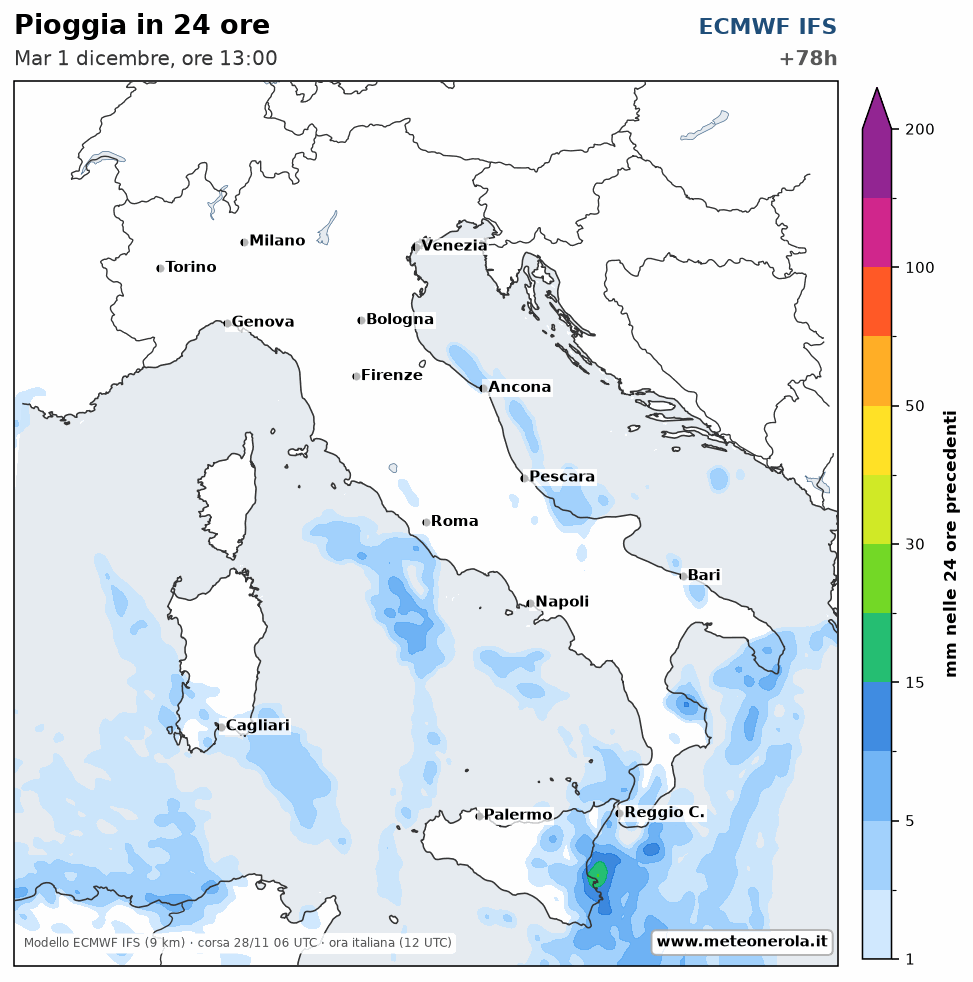 Pioggia in 24 ore
ECMWF IFS
Mar 1 dicembre, ore 13:00
+78h
200
Milano
Venezia
Torino
100
Genova
Bologna
Firenze
Ancona
50
Pescara
Roma
30
Bari
Napoli
15
Cagliari
Palermo
Reggio C.
5
mm nelle 24 ore precedenti
Modello ECMWF IFS (9 km) · corsa 28/11 06 UTC · ora italiana (12 UTC)
www.meteonerola.it
1